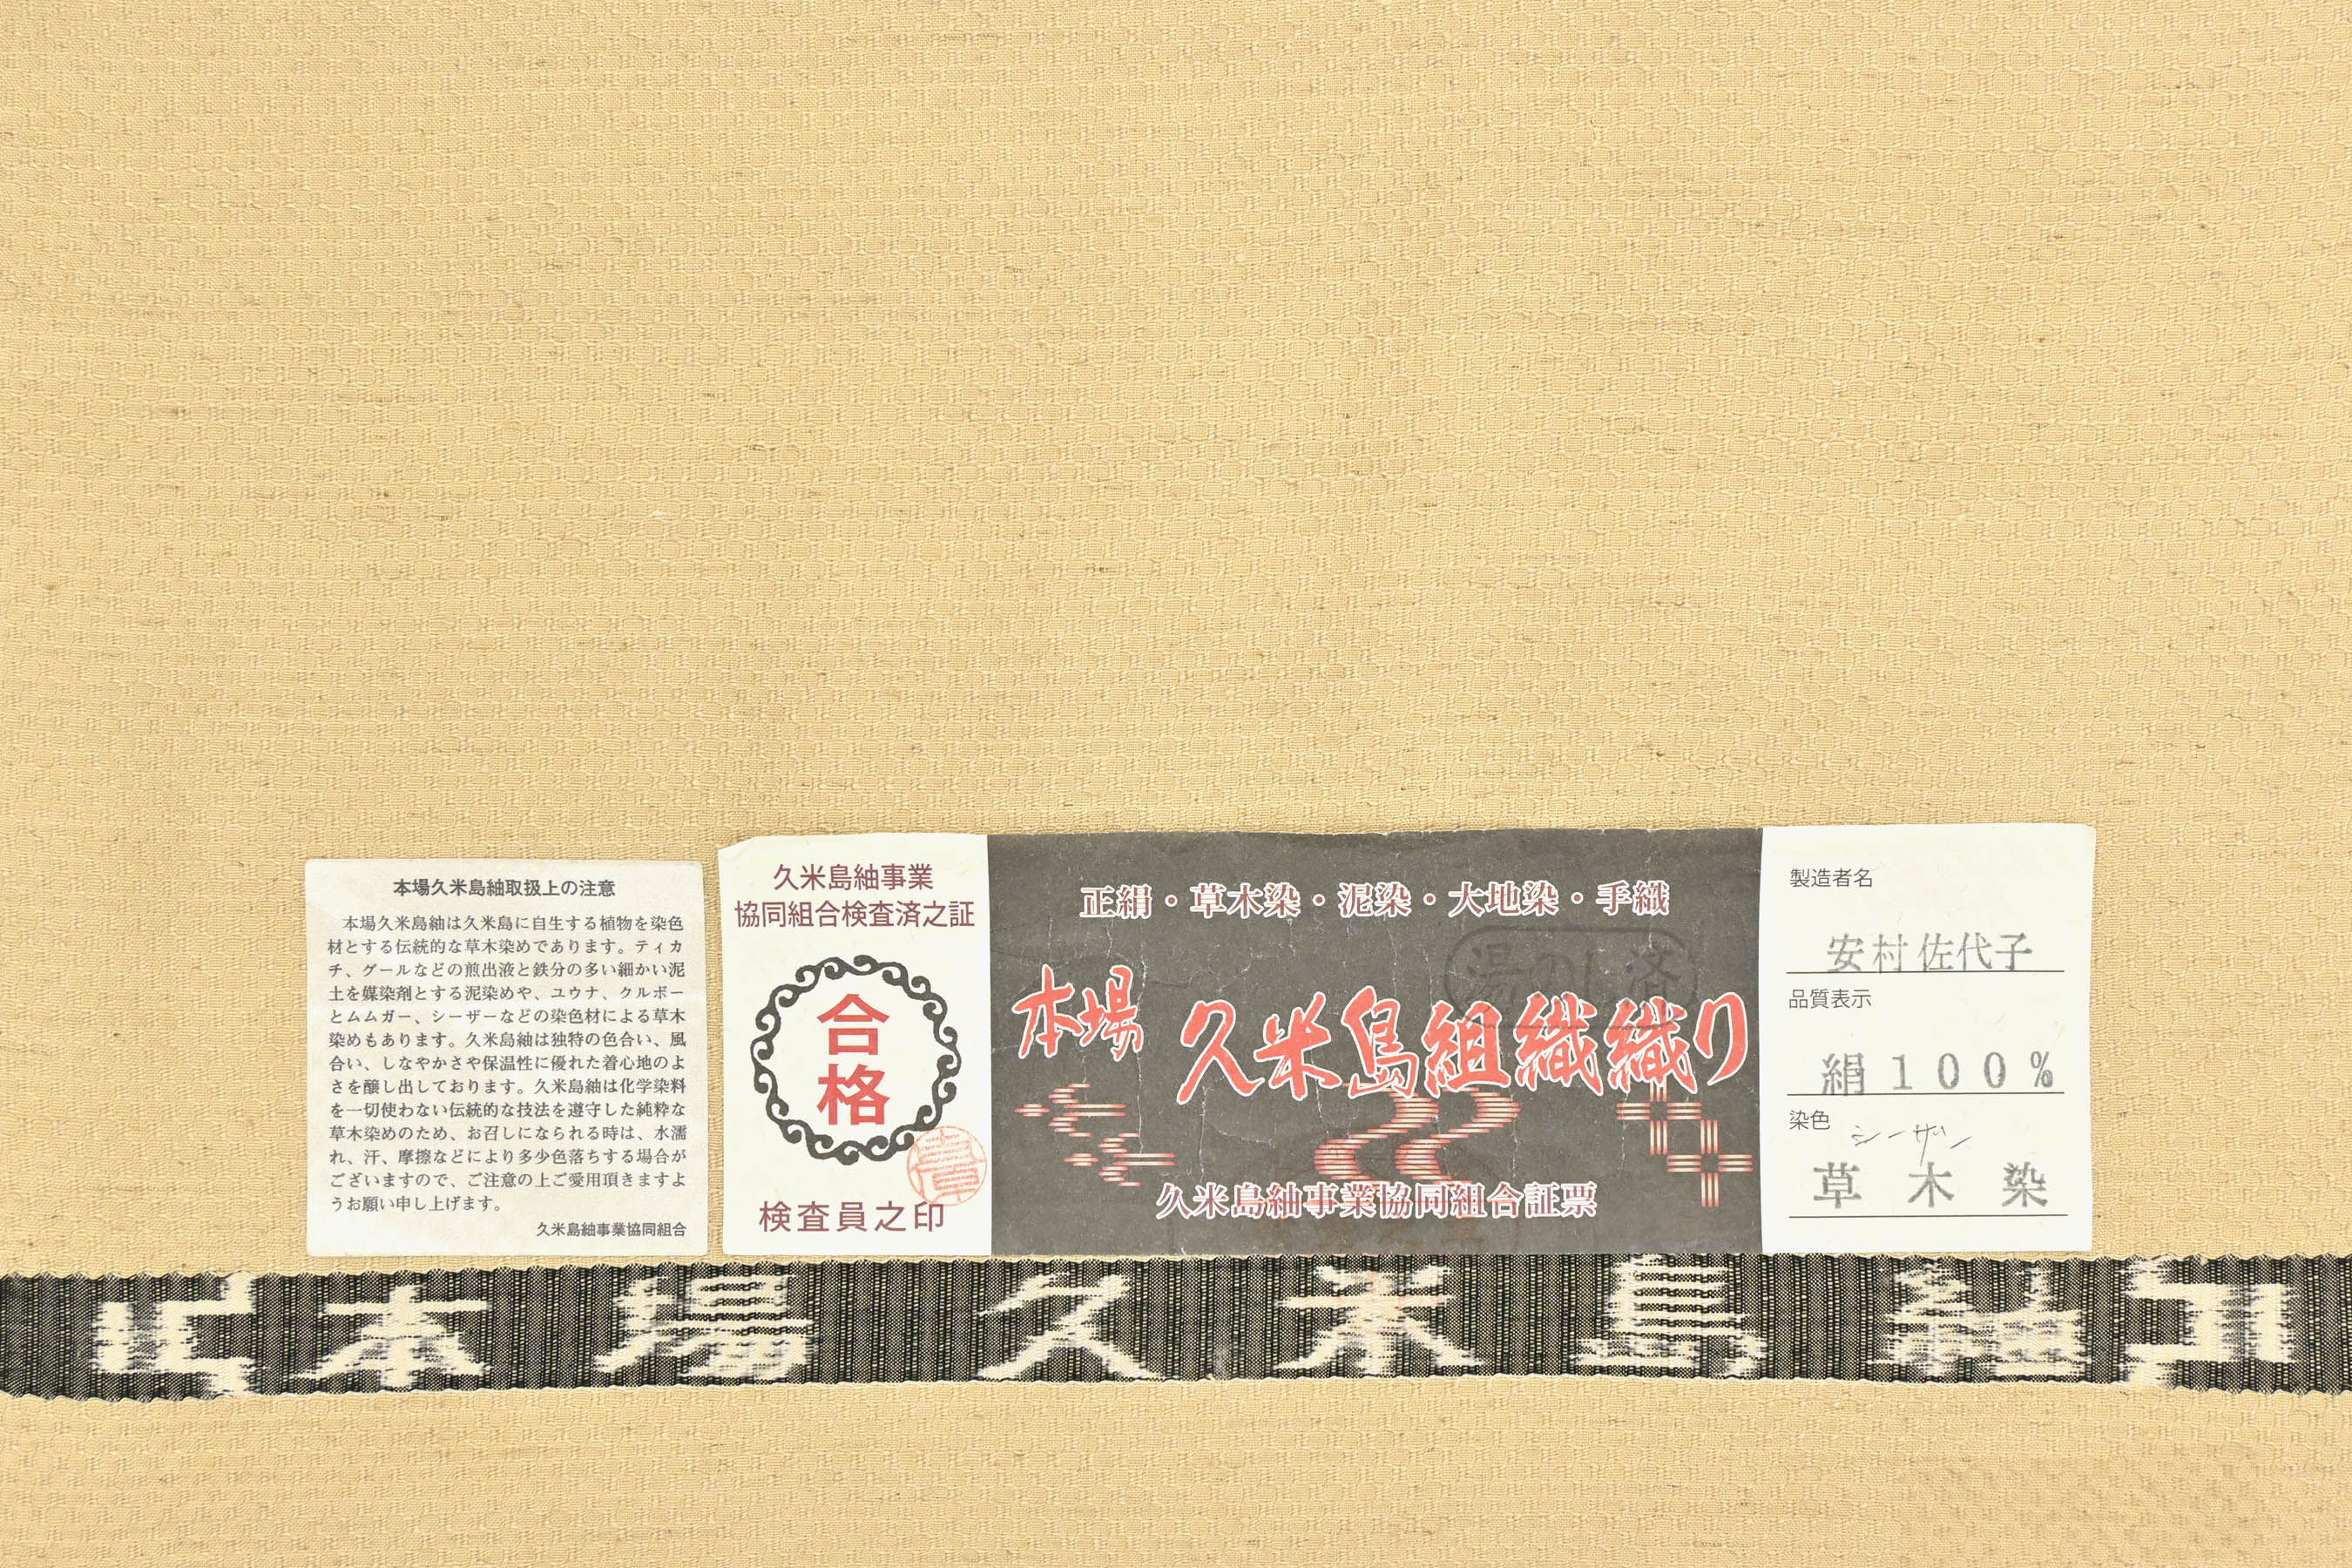 本場久米島紬取扱上の注意
本場久米島紬は久米島に自生する植物を染色
材とする伝統的な草木染めであります。ティカ
チ、グールなどの煎出液と鉄分の多い細かい泥
土を媒染剤とする泥染めや、ユウナ、クルボー
とムムガー、シーザーなどの染色材による草木
染めもあります。久米島紬は独特の色合い、風
合い、しなやかさや保温性に優れた着心地のよ
さを醸し出しております。久米島紬は化学染料
を一切使わない伝統的な技法を遵守した純粋な
草木染めのため、お召しになられる時は、水濡
れ、汗、摩擦などにより多少色落ちする場合が
ございますので、ご注意の上ご愛用頂きますよ
うお願い申し上げます。
久米島紬事業協同組合
久米島紬事業
協同組合検査済之証
合格
検査員之印
正絹・草木染・泥染・大地染・手織
湯のし済
本場 久米島組織織り
久米島紬事業協同組合証票
製造者名
安村佐代子
品質表示
絹100%
染色
シーザー
草木染
本場久米島紬